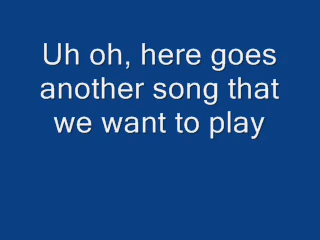 Uh oh, here goes
another song that
we want to play